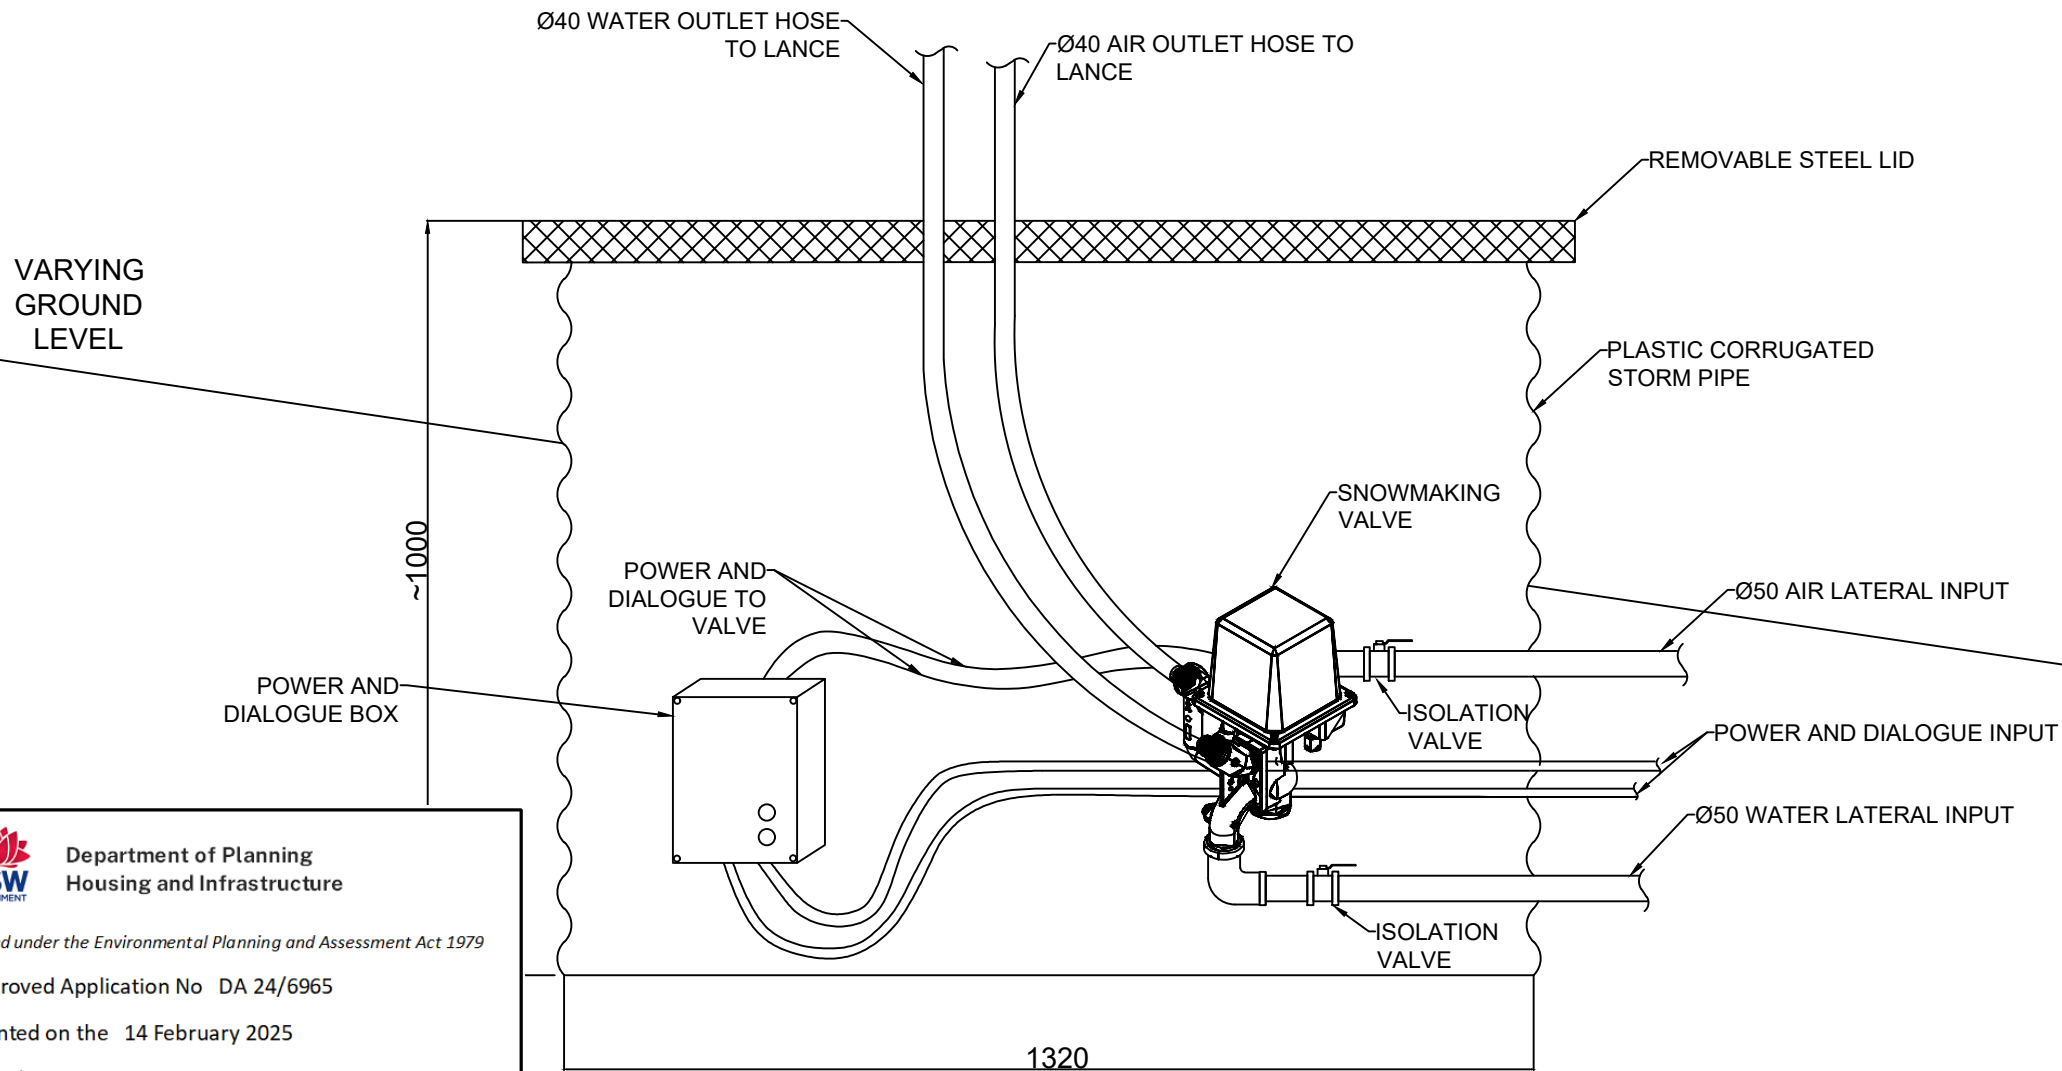 Ø40 WATER OUTLET HOSE
TO LANCE
Ø40 AIR OUTLET HOSE TO
LANCE
REMOVABLE STEEL LID
VARYING
GROUND
LEVEL
PLASTIC CORRUGATED
STORM PIPE
SNOWMAKING
VALVE
~1000
POWER AND
DIALOGUE TO
VALVE
Ø50 AIR LATERAL INPUT
POWER AND
DIALOGUE BOX
ISOLATION
VALVE
POWER AND DIALOGUE INPUT
Ø50 WATER LATERAL INPUT
ISOLATION
VALVE
1320
Department of Planning
Housing and Infrastructure
under the Environmental Planning and Assessment Act 1979
Application No DA 24/6965
on the 14 February 2025